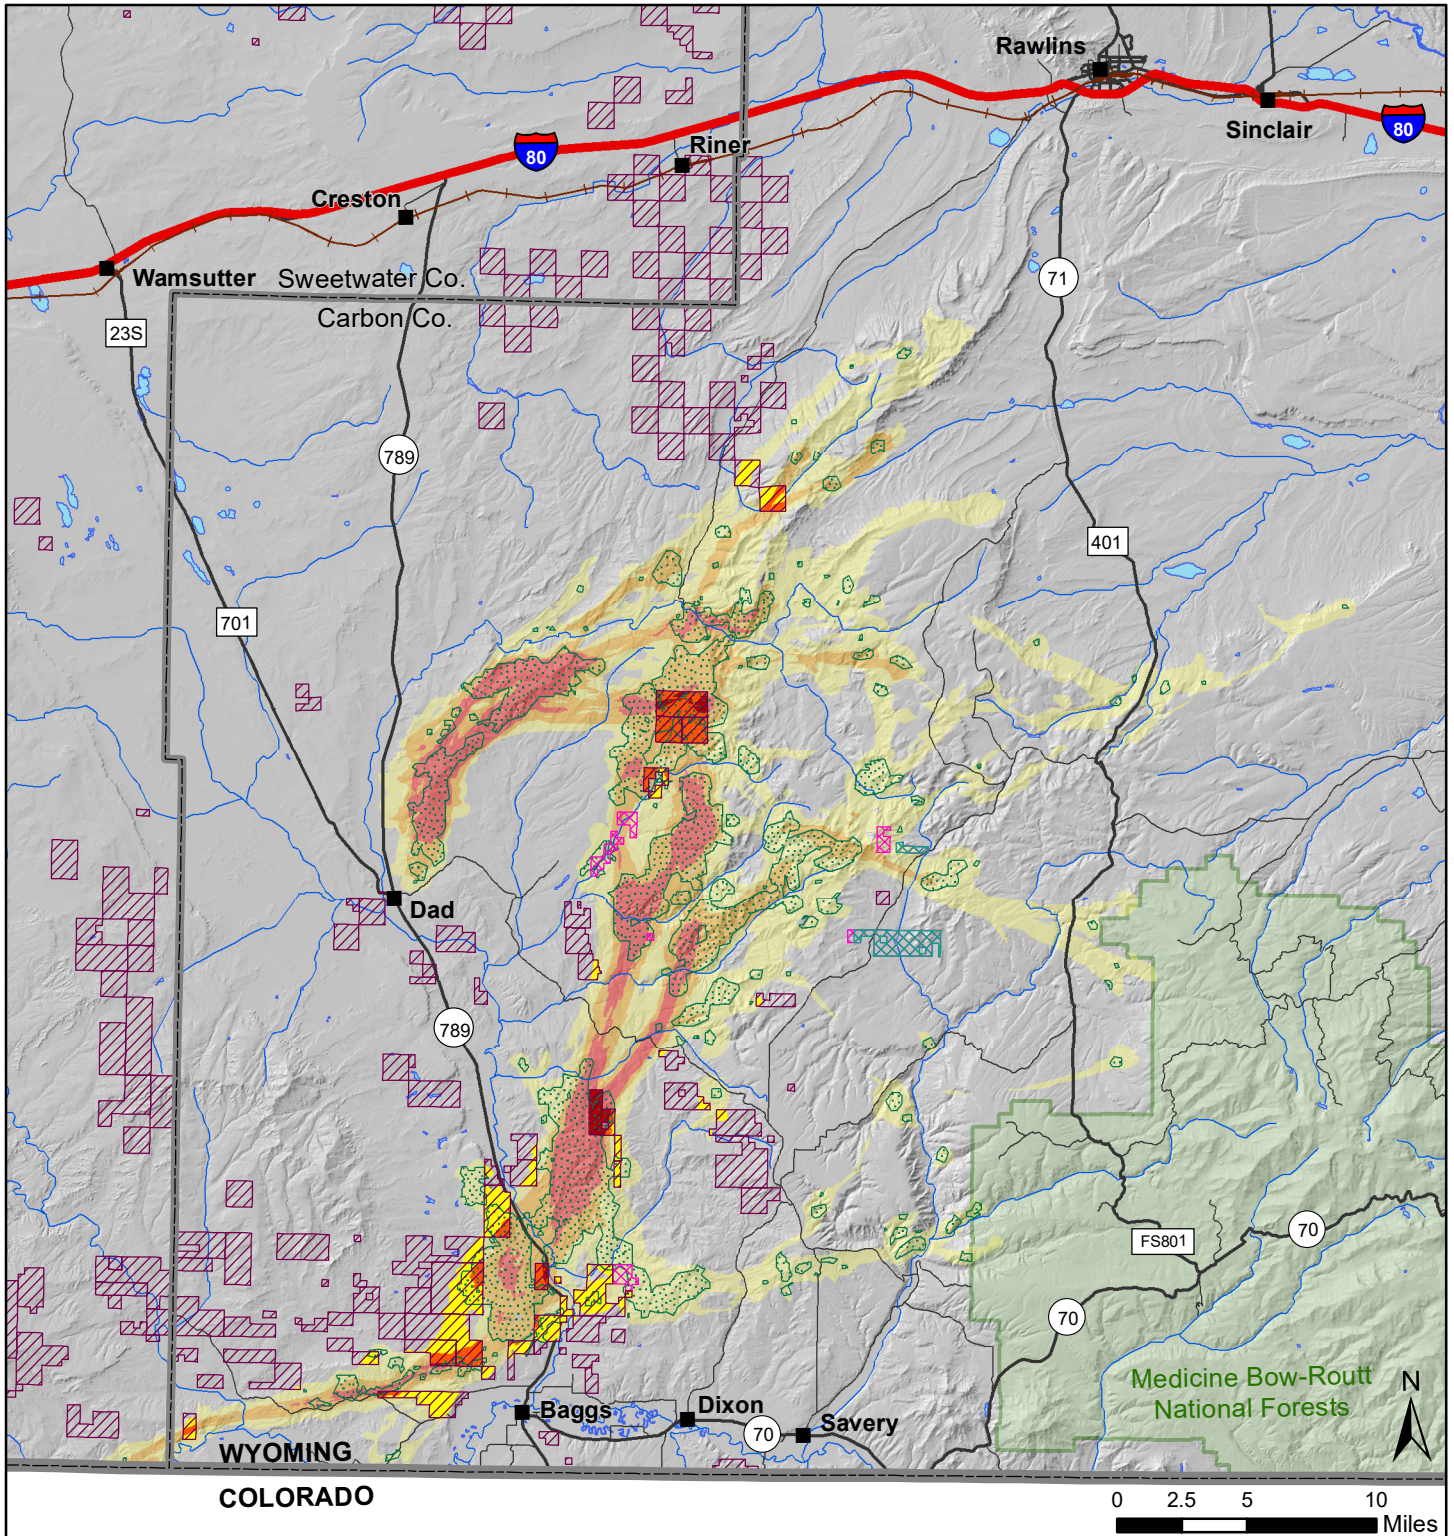 Rawlins
Sinclair
80
80
Riner
Creston
Wamsutter
Sweetwater Co.
Carbon Co.
71
23S
789
401
701
Dad
789
FS801
70
70
Medicine Bow-Routt
National Forests
N
Baggs
Dixon
70
Savery
WYOMING
COLORADO
0 2.5 5 10
Miles